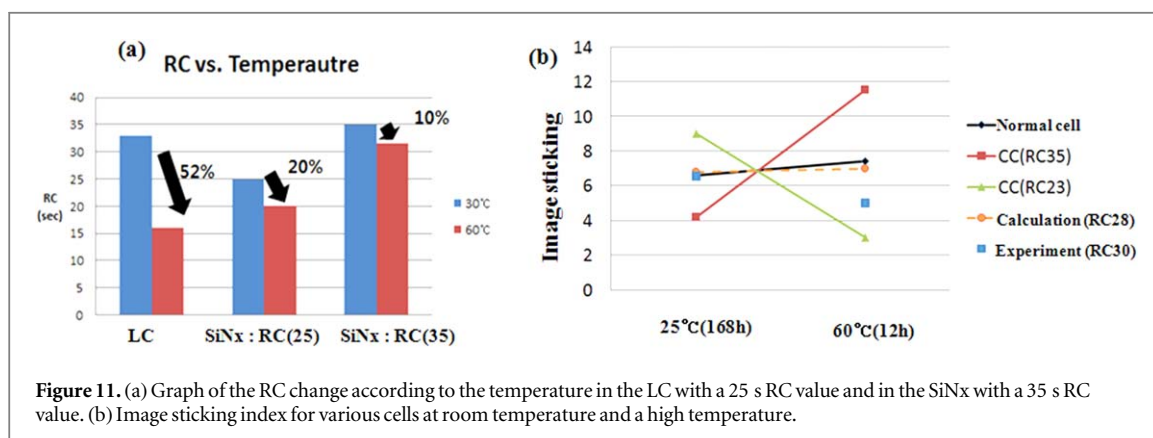 (a)
RC vs. Temperautre
40
35
30
25
20
15
10
5
0
RC
(sec)
52%
20%
10%
30℃
60℃
LC
SiNx : RC(25)
SiNx : RC(35)
(b)
Image sticking
14
12
10
8
6
4
2
0
25℃(168h)
60℃(12h)
Normal cell
CC(RC35)
CC(RC23)
Calculation (RC28)
Experiment (RC30)
Figure 11. (a) Graph of the RC change according to the temperature in the LC with a 25 s RC value and in the SiNx with a 35 s RC
value. (b) Image sticking index for various cells at room temperature and a high temperature.